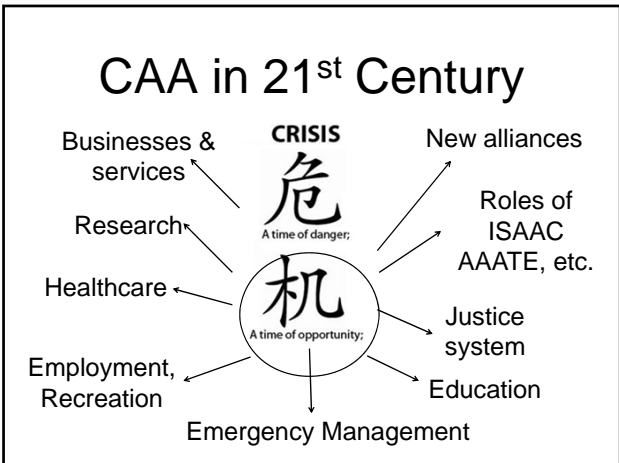 CAA in 21st Century
Businesses &
services
Research
Healthcare
Employment,
Recreation
CRISIS
危
A time of danger;
机
A time of opportunity;
Emergency Management
New alliances
Roles of
ISAAC
AAATE, etc.
Justice
system
Education